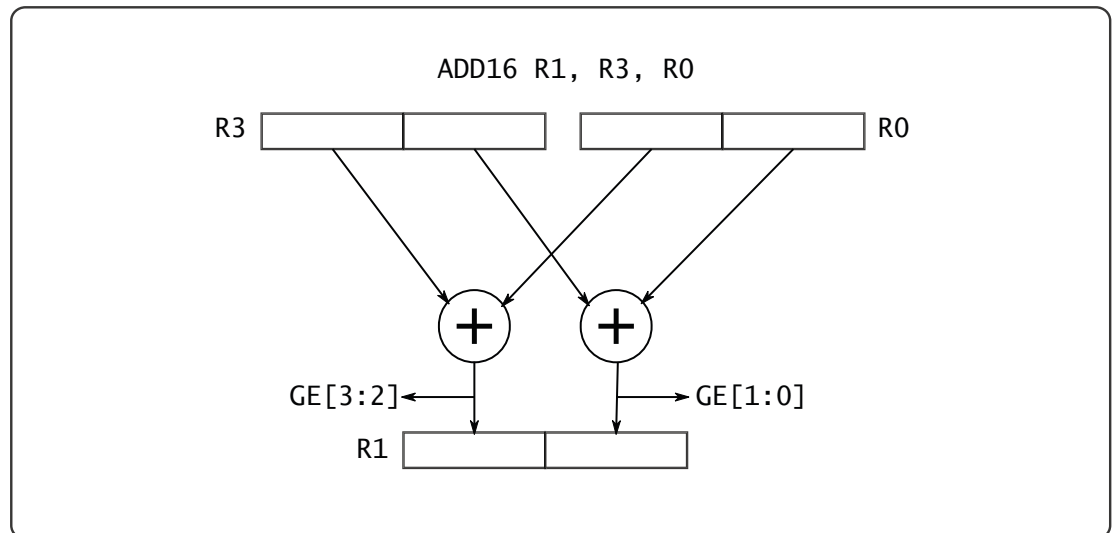 ADD16 R1, R3, R0
R3
R0
GE[3:2]
GE[1:0]
R1